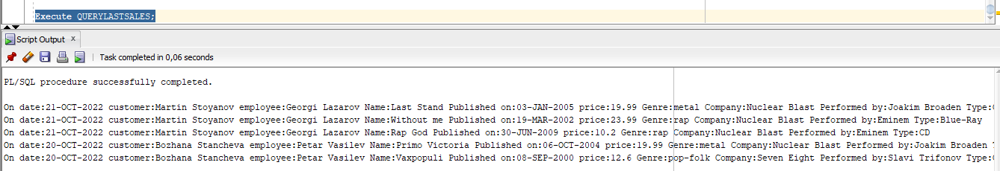 Execute QUERYLASTSALES;
Script Output x
Task completed in 0,06 seconds
PL/SQL procedure successfully completed.
On date:21-OCT-2022 customer:Martin Stoyanov employee:Georgi Lazarov Name:Last Stand Published on:03-JAN-2005 price:19.99 Genre:metal Company:Nuclear Blast Performed by:Joakim Broaden Type:
On date:21-OCT-2022 customer:Martin Stoyanov employee:Georgi Lazarov Name:Without me Published on:19-MAR-2002 price:23.99 Genre:rap Company:Nuclear Blast Performed by:Eminem Type:Blue-Ray
On date:21-OCT-2022 customer:Martin Stoyanov employee:Georgi Lazarov Name:Rap God Published on:30-JUN-2009 price:10.2 Genre:rap Company:Nuclear Blast Performed by:Eminem Type:CD
On date:20-OCT-2022 customer:Bozhana Stancheva employee:Petar Vasilev Name:Primo Victoria Published on:06-OCT-2004 price:19.99 Genre:metal Company:Nuclear Blast Performed by:Joakim Broaden
On date:20-OCT-2022 customer:Bozhana Stancheva employee:Petar Vasilev Name:Vaxpopuli Published on:08-SEP-2000 price:12.6 Genre:pop-folk Company:Seven Eight Performed by:Slavi Trifonov Type: